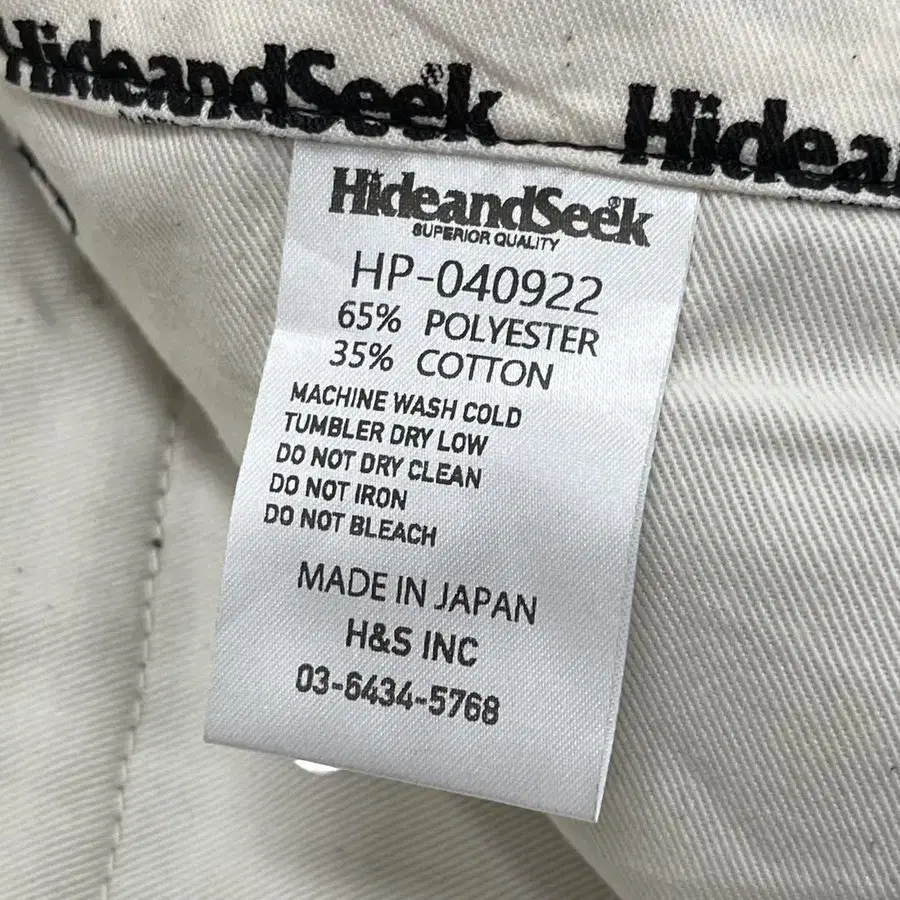 HideandSeek®
HideandSeek
SUPERIOR QUALITY
HP-040922
65% POLYESTER
35% COTTON
MACHINE WASH COLD
TUMBLER DRY LOW
DO NOT DRY CLEAN
DO NOT IRON
DO NOT BLEACH
MADE IN JAPAN
H&S INC
03-6434-5768